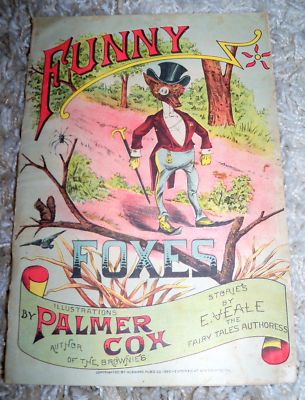 FUNNY
FOXES
ILLUSTRATIONS
BY PALMER
COX
AUTHOR
OF THE BROWNIES
STORIES
BY
E. VEALE
THE
FAIRY TALES AUTHORESS